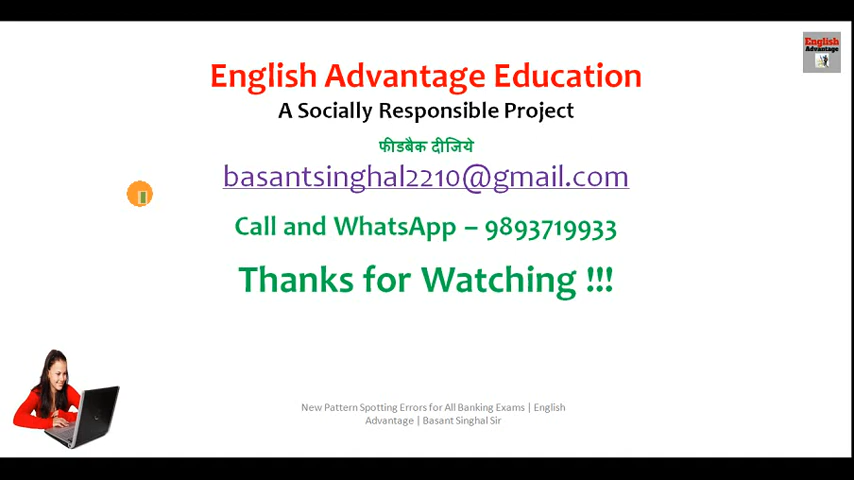 English
Advantage
English Advantage Education
A Socially Responsible Project
फीडबैक दीजिये
basantsinghal2210@gmail.com
Call and WhatsApp – 9893719933
Thanks for Watching !!!
New Pattern Spotting Errors for All Banking Exams | English
Advantage | Basant Singhal Sir